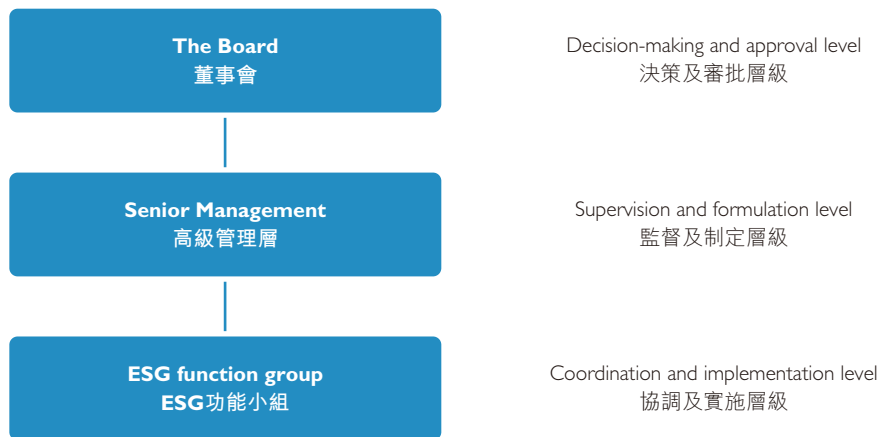 The Board
董事會
Decision-making and approval level
決策及審批層級
Senior Management
高級管理層
Supervision and formulation level
監督及制定層級
ESG function group
ESG功能小組
Coordination and implementation level
協調及實施層級